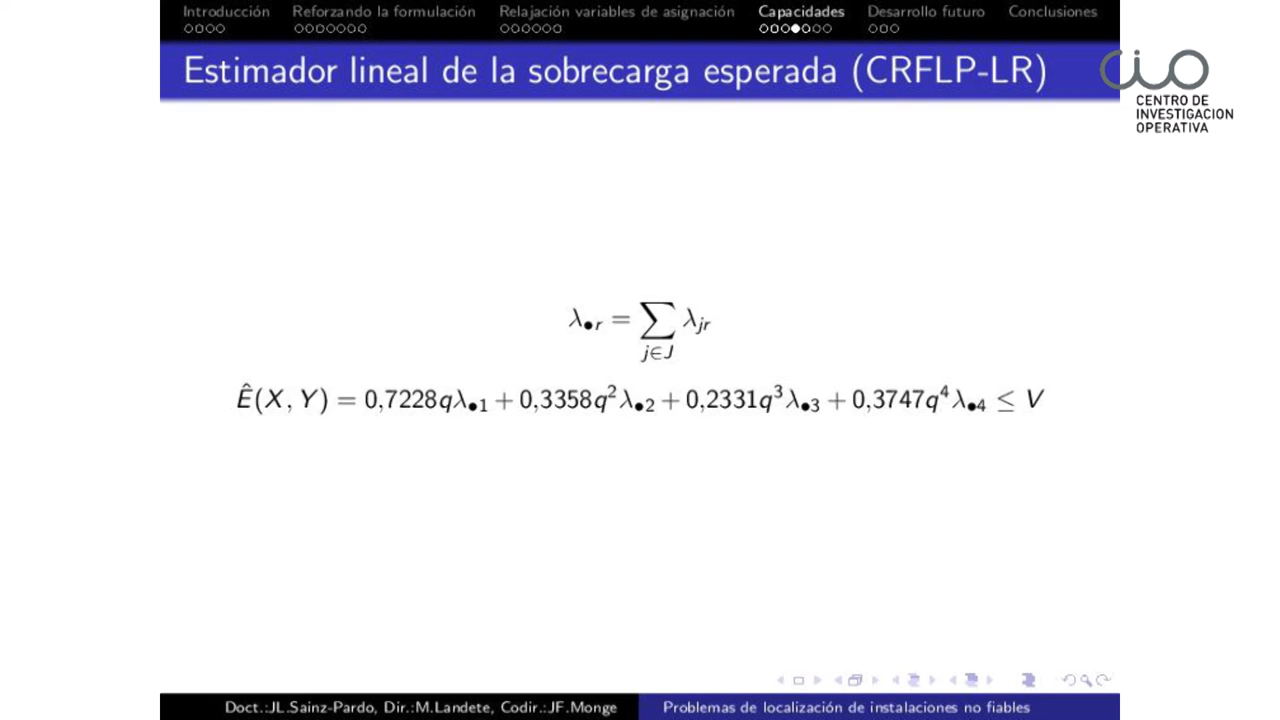 Introducción Reforzando la formulación Relajación variables de asignación Capacidades Desarrollo futuro Conclusiones
Estimador lineal de la sobrecarga esperada (CRFLP-LR)
CIO
CENTRO DE
INVESTIGACION
OPERATIVA
λ•r = ∑j∈J λjr
Ê(X, Y) = 0,7228qλ•1 + 0,3358q²λ•2 + 0,2331q³λ•3 + 0,3747q⁴λ•4 ≤ V
Doct.:JL.Sainz-Pardo, Dir.:M.Landete, Codir.:JF.Monge Problemas de localización de instalaciones no fiables